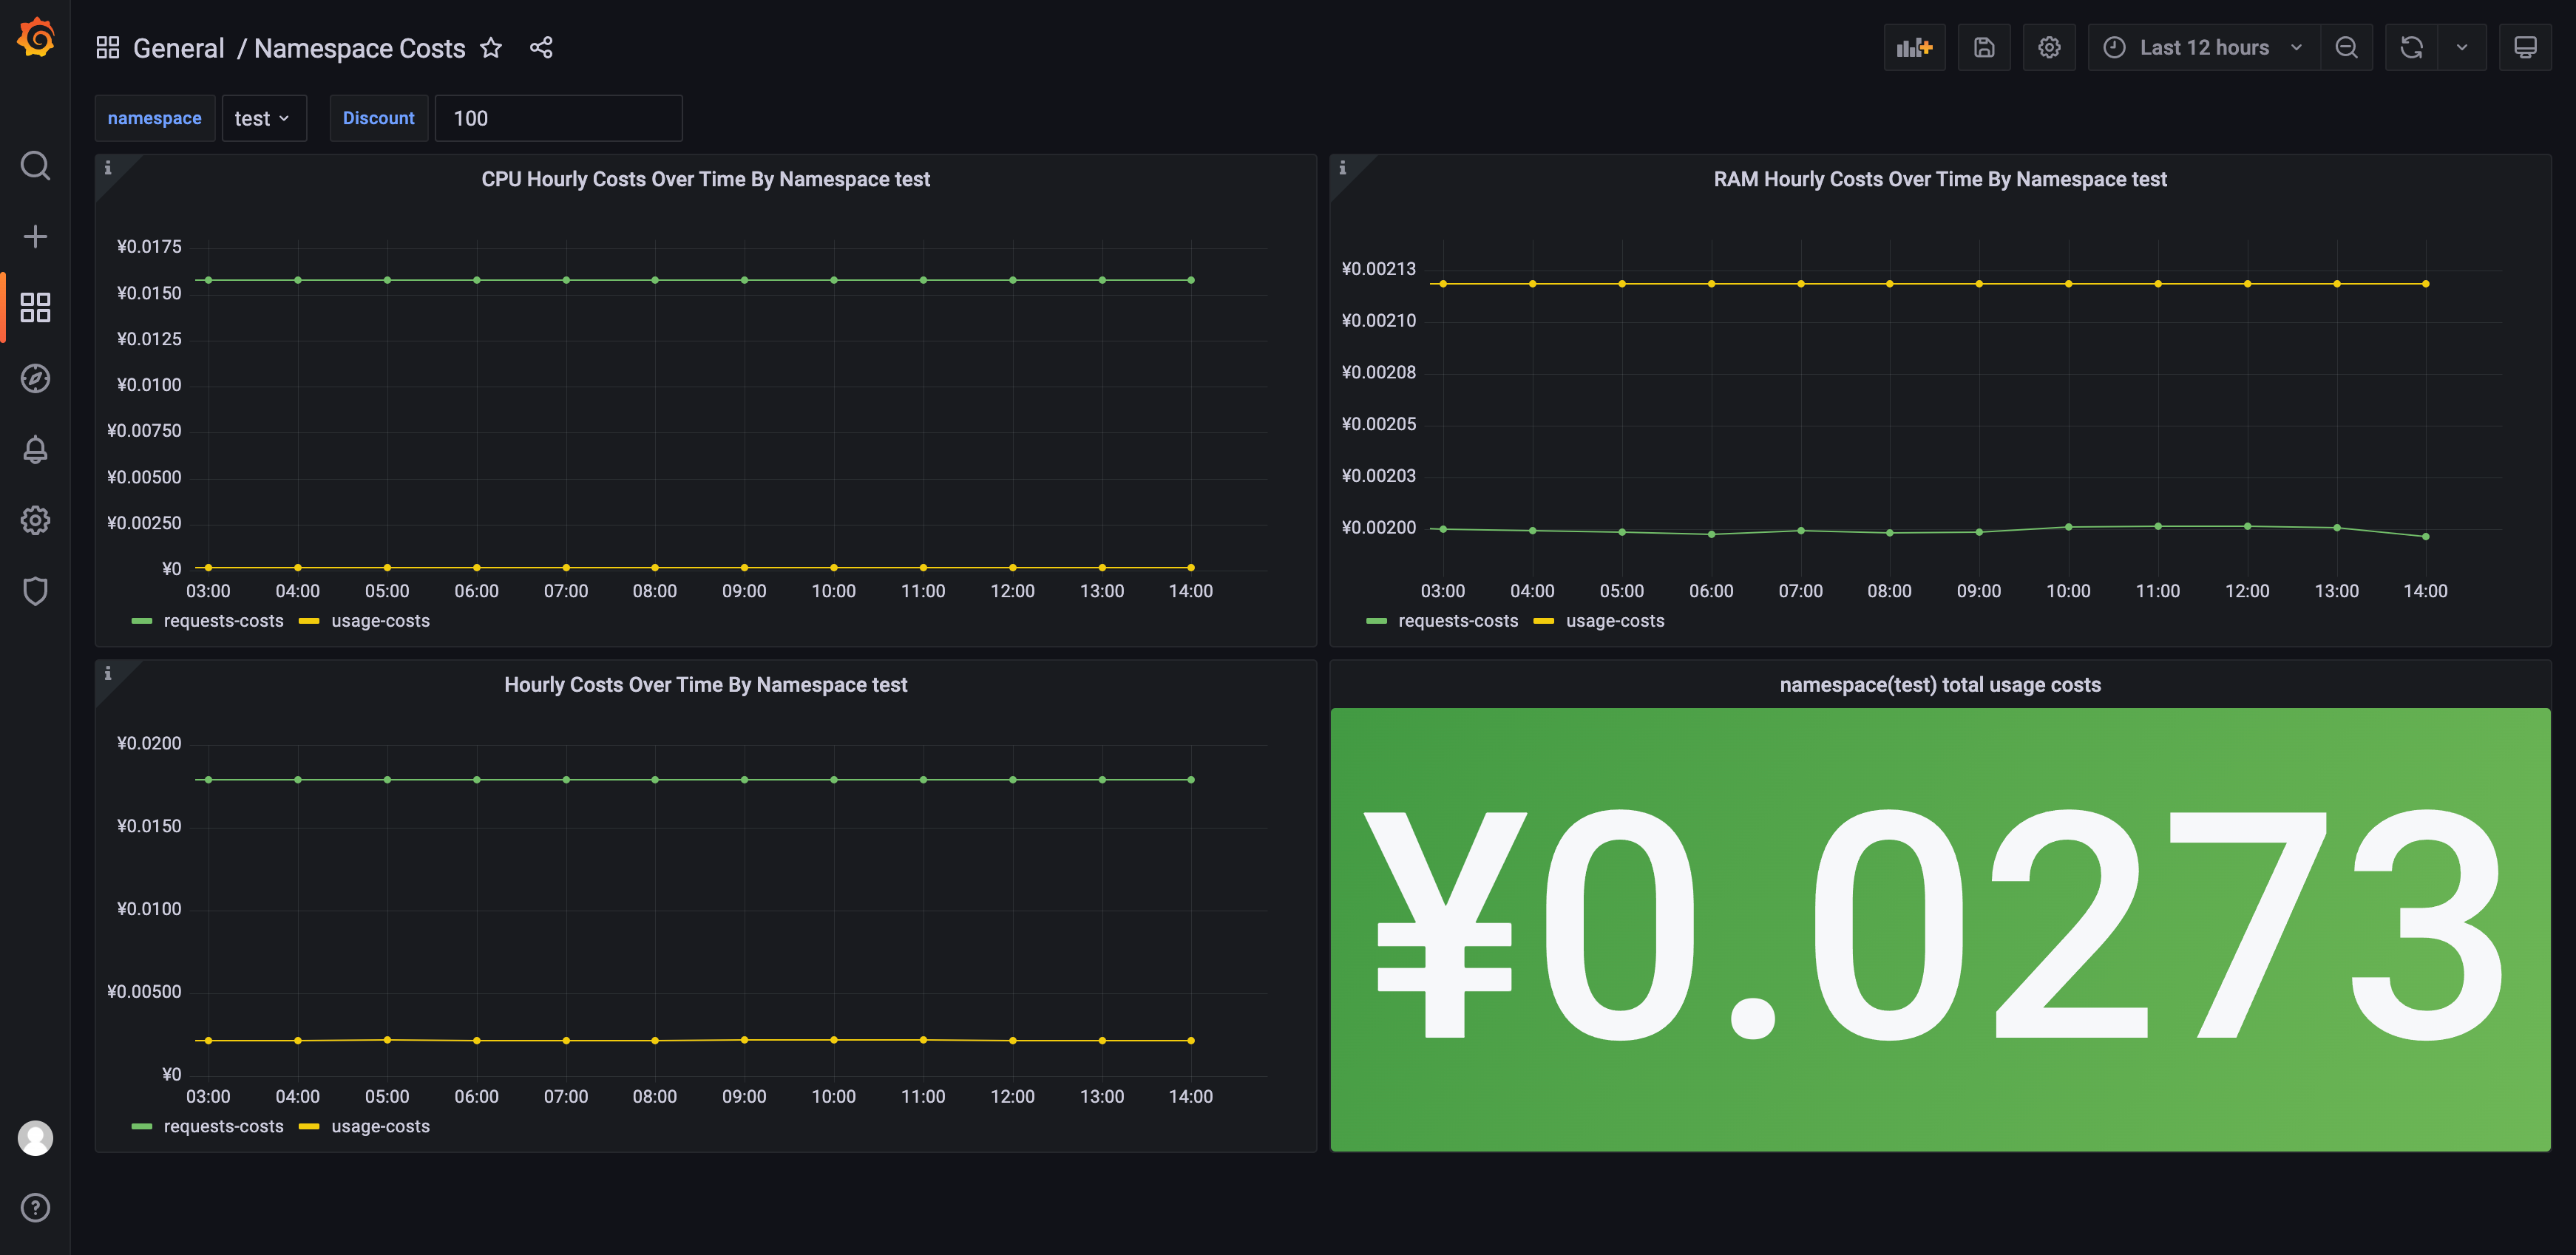 General / Namespace Costs
Last 12 hours
namespace test Discount 100
CPU Hourly Costs Over Time By Namespace test
¥0.0175
¥0.0150
¥0.0125
¥0.0100
¥0.00750
¥0.00500
¥0.00250
¥0
03:00 04:00 05:00 06:00 07:00 08:00 09:00 10:00 11:00 12:00 13:00 14:00
requests-costs usage-costs
RAM Hourly Costs Over Time By Namespace test
¥0.00213
¥0.00210
¥0.00208
¥0.00205
¥0.00203
¥0.00200
03:00 04:00 05:00 06:00 07:00 08:00 09:00 10:00 11:00 12:00 13:00 14:00
requests-costs usage-costs
Hourly Costs Over Time By Namespace test
¥0.0200
¥0.0150
¥0.0100
¥0.00500
¥0
03:00 04:00 05:00 06:00 07:00 08:00 09:00 10:00 11:00 12:00 13:00 14:00
requests-costs usage-costs
namespace(test) total usage costs
¥0.0273